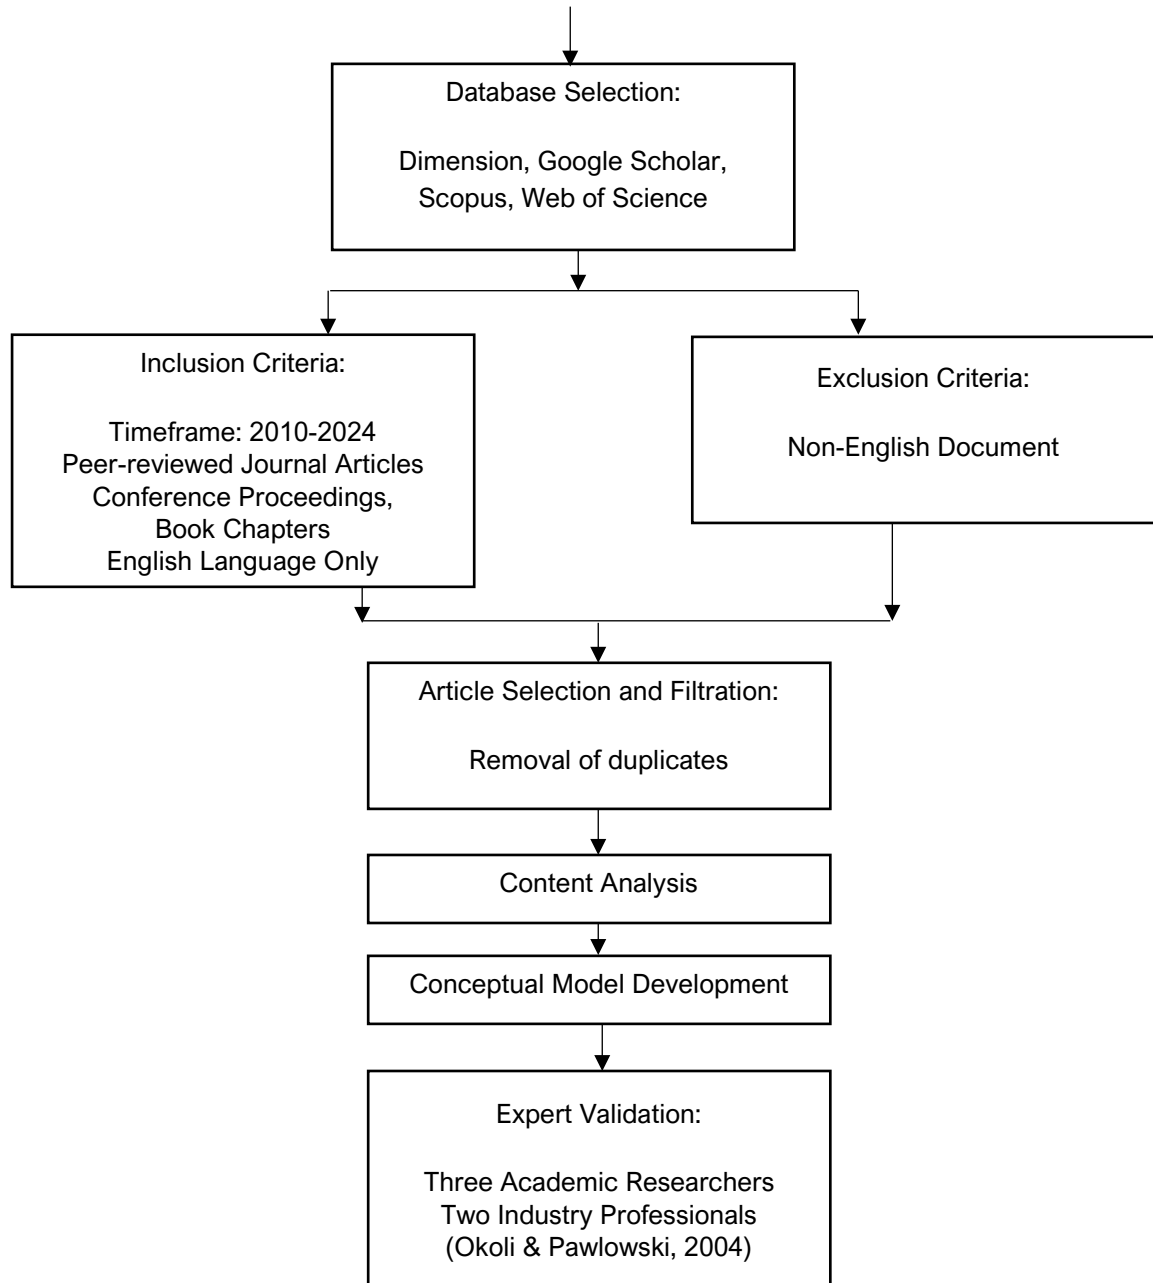 Database Selection:
Dimension, Google Scholar,
Scopus, Web of Science
Inclusion Criteria:
Timeframe: 2010-2024
Peer-reviewed Journal Articles
Conference Proceedings,
Book Chapters
English Language Only
Exclusion Criteria:
Non-English Document
Article Selection and Filtration:
Removal of duplicates
Content Analysis
Conceptual Model Development
Expert Validation:
Three Academic Researchers
Two Industry Professionals
(Okoli & Pawlowski, 2004)